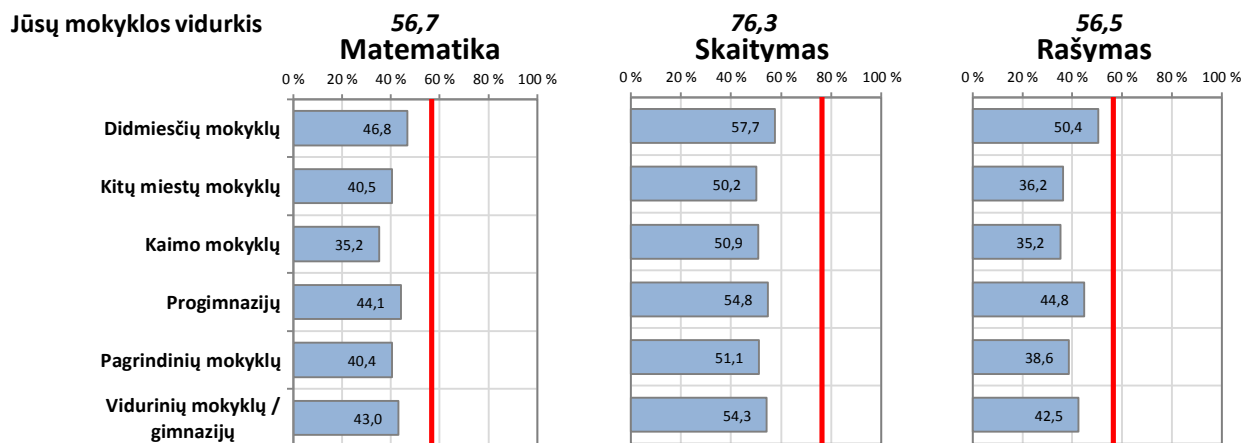 Jūsų mokyklos vidurkis 56,7 76,3 56,5
Matematika Skaitymas Rašymas
0 % 20 % 40 % 60 % 80 % 100 % 0 % 20 % 40 % 60 % 80 % 100 % 0 % 20 % 40 % 60 % 80 % 100 %
Didmiesčių mokyklų 46,8 57,7 50,4
Kitų miestų mokyklų 40,5 50,2 36,2
Kaimo mokyklų 35,2 50,9 35,2
Progimnazijų 44,1 54,8 44,8
Pagrindinių mokyklų 40,4 51,1 38,6
Vidurinių mokyklų /
gimnazijų 43,0 54,3 42,5